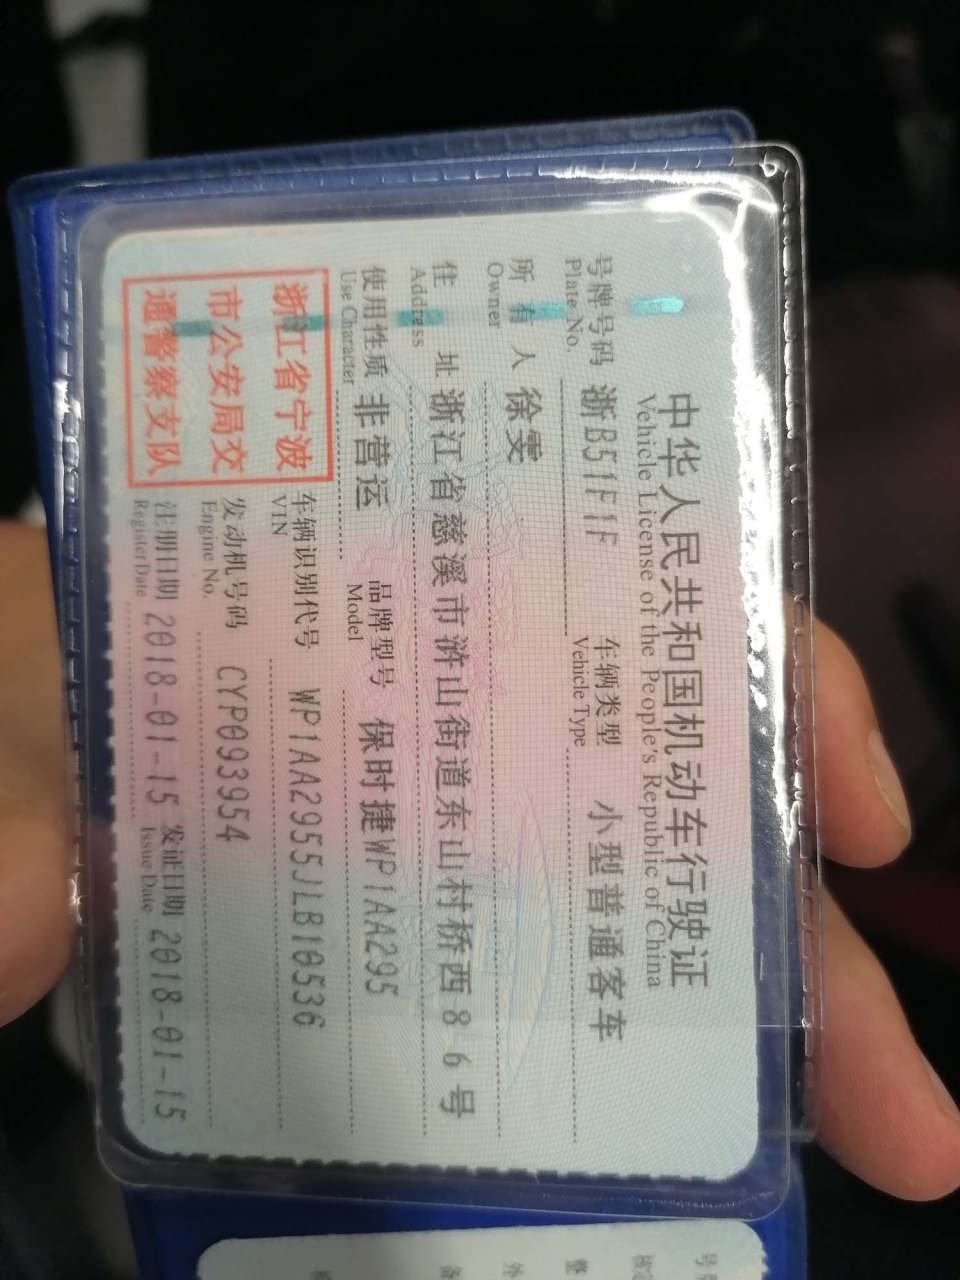 中华人民共和国机动车行驶证
Vehicle License of the People's Republic of China
号牌号码 浙B51F1F 车辆类型 小型普通客车
Plate No. Vehicle Type
所有人 徐雯
Owner
住址 浙江省慈溪市浒山街道东山村桥西86号
Address
使用性质 非营运 品牌型号 保时捷WP1AA295
Use Character Model
浙江省宁波
市公安局交
通警察支队
车辆识别代号 WP1AA2955JLB10536
VIN
发动机号码 CYP093954
Engine No.
注册日期 2018-01-15 发证日期 2018-01-15
Register Date Issue Date
号
核定
整
外
备